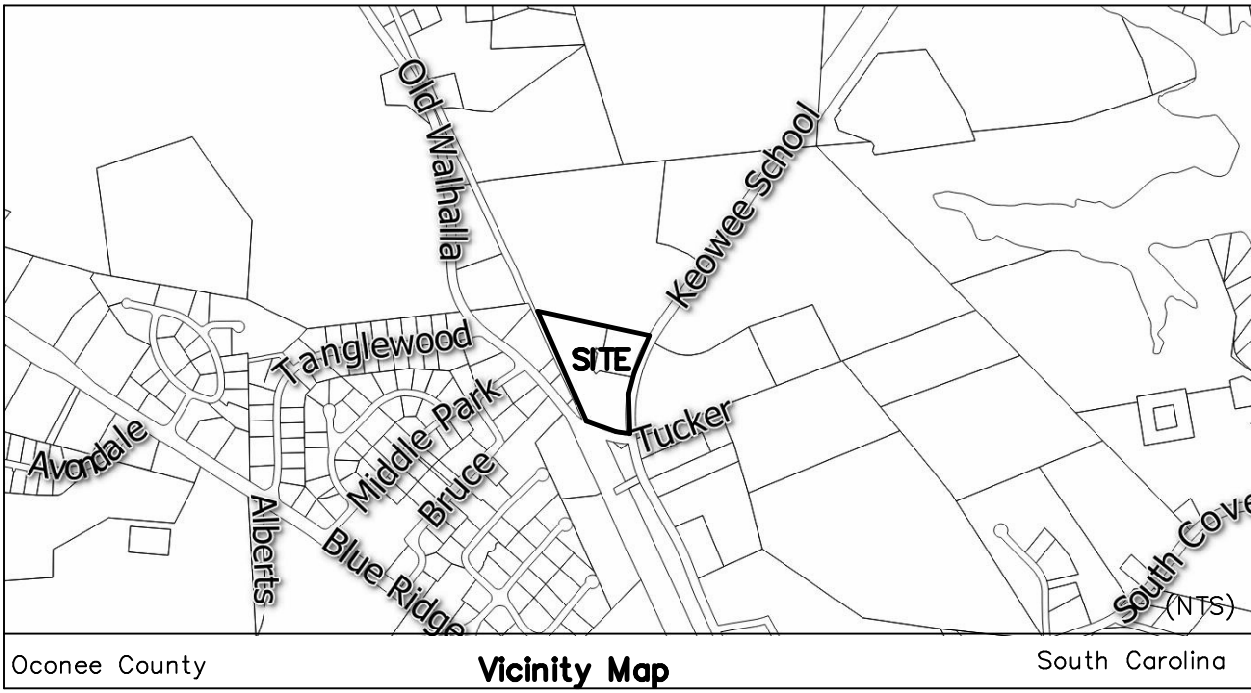 Old Walhalla
Keowee School
Tanglewood
SITE
Middle Park
Tucker
Avondale
Bruce
Alberts
Blue Ridge
South Cove
(NTS)
Oconee County
Vicinity Map
South Carolina